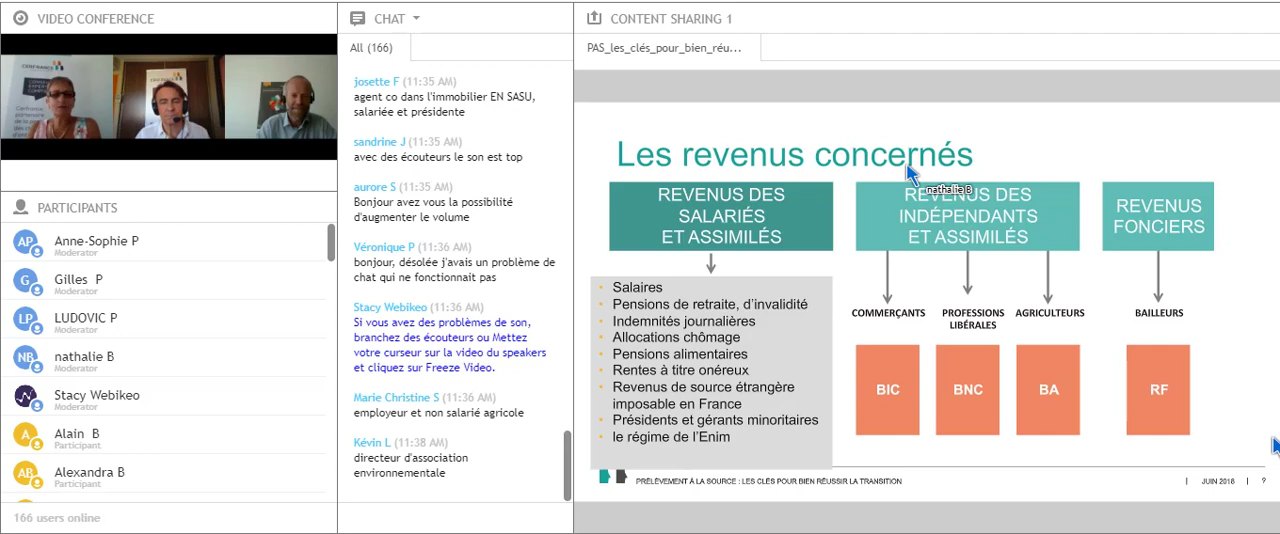 VIDEO CONFERENCE
PARTICIPANTS
AP
Anne-Sophie P
Moderator
G
Gilles P
Moderator
LP
LUDOVIC P
Moderator
NB
nathalie B
Moderator
Stacy Webikeo
Moderator
A
Alain B
Participant
AB
Alexandra B
Participant
166 users online
CHAT
All (166)
josette F (11:35 AM)
agent co dans l'immobilier EN SASU,
salariée et présidente
sandrine J (11:35 AM)
avec des écouteurs le son est top
aurore S (11:35 AM)
Bonjour avez vous la possibilité
d'augmenter le volume
Véronique P (11:36 AM)
bonjour, désolée j'avais un problème de
chat qui ne fonctionnait pas
Stacy Webikeo (11:36 AM)
Si vous avez des problèmes de son,
branchez des écouteurs ou Mettez
votre curseur sur la video du speakers
et cliquez sur Freeze Video.
Marie Christine S (11:36 AM)
employeur et non salarié agricole
Kévin L (11:38 AM)
directeur d'association
environnementale
CONTENT SHARING 1
PAS_les_clés_pour_bien_réu...
Les revenus concernés
nathalie B
REVENUS DES
SALARIÉS
ET ASSIMILÉS
• Salaires
• Pensions de retraite, d'invalidité
• Indemnités journalières
• Allocations chômage
• Pensions alimentaires
• Rentes à titre onéreux
• Revenus de source étrangère
imposable en France
• Présidents et gérants minoritaires
• le régime de l'Enim
REVENUS DES
INDÉPENDANTS
ET ASSIMILÉS
COMMERÇANTS
PROFESSIONS
LIBÉRALES
AGRICULTEURS
BIC
BNC
BA
REVENUS
FONCIERS
BAILLEURS
RF
PRÉLÈVEMENT À LA SOURCE : LES CLÉS POUR BIEN RÉUSSIR LA TRANSITION
| JUIN 2018 | 9